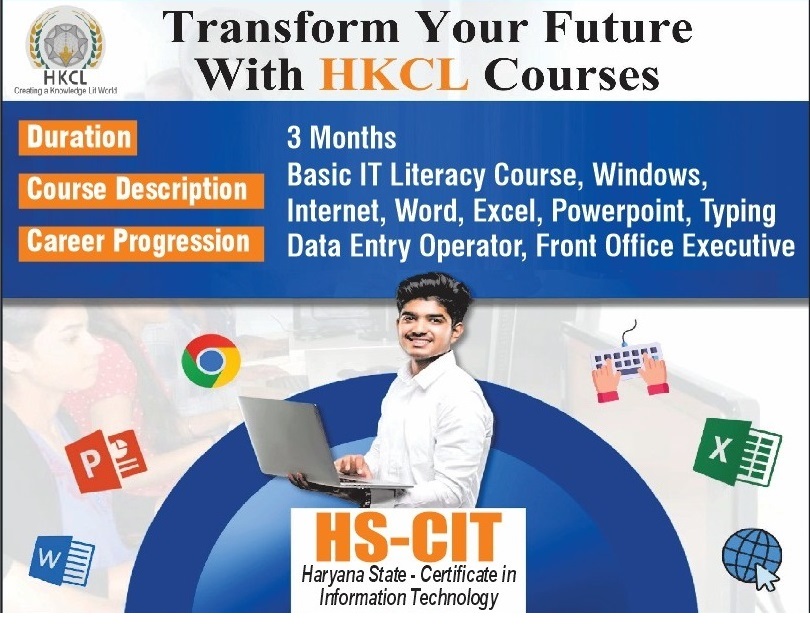 HKCL
Creating a Knowledge Lit World
Transform Your Future
With HKCL Courses
Duration
3 Months
Course Description
Basic IT Literacy Course, Windows,
Internet, Word, Excel, Powerpoint, Typing
Career Progression
Data Entry Operator, Front Office Executive
P
X
W
HS-CIT
Haryana State - Certificate in
Information Technology